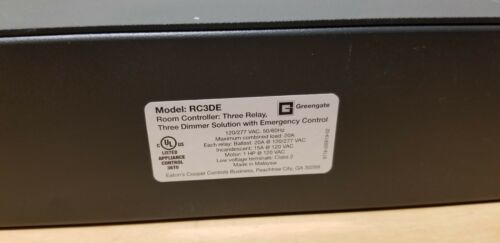 Model: RC3DE
G Greengate
Room Controller: Three Relay,
Three Dimmer Solution with Emergency Control
120/277 VAC, 50/60Hz
Maximum combined load: 20A
Each relay: Ballast: 20A @ 120/277 VAC
Incandescent: 15A @ 120 VAC
Motor: 1 HP @ 120 VAC
Low voltage terminals: Class 2
Made in Malaysia
C UL US
LISTED
APPLIANCE
CONTROL
Eaton's Cooper Controls Business, Peachtree City, GA 30269